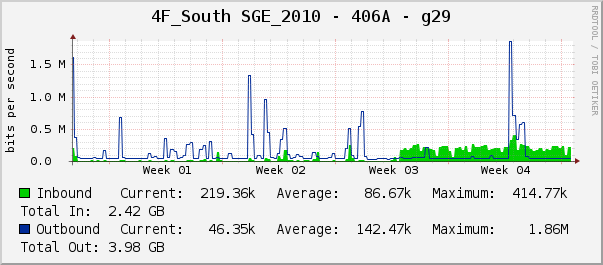 4F_South SGE_2010 - 406A - g29
RRDTOOL / TOBI OETIKER
bits per second
1.5 M
1.0 M
0.5 M
0.0
Week 01 Week 02 Week 03 Week 04
Inbound Current: 219.36k Average: 86.67k Maximum: 414.77k
Total In: 2.42 GB
Outbound Current: 46.35k Average: 142.47k Maximum: 1.86M
Total Out: 3.98 GB